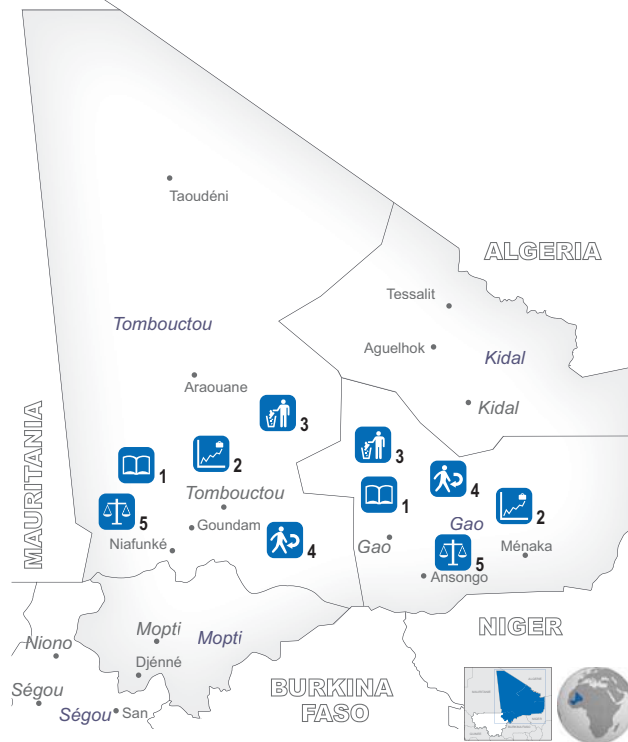 Taoudéni
ALGERIA
Tessalit
Tombouctou
Aguelhok
Kidal
Araouane
Kidal
MAURITANIA
3
3
2
1
4
Tombouctou
1
2
5
Goundam
Gao
Niafunké
4
Gao
5
Ménaka
Ansongo
Mopti
Mopti
NIGER
Niono
Djénné
BURKINA
FASO
Ségou
Ségou
San